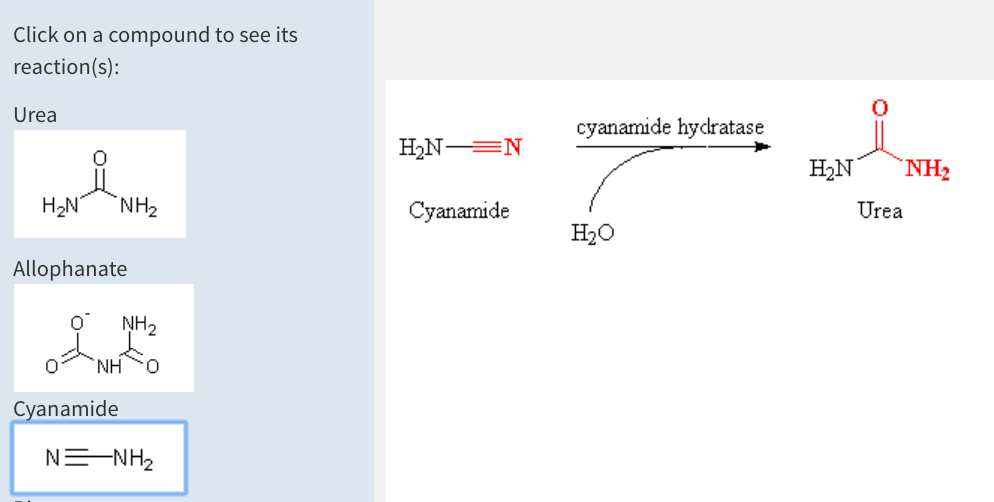 Click on a compound to see its
reaction(s):
Urea
O
H₂N NH₂
Allophanate
O⁻ NH₂
O NH O
Cyanamide
N NH₂
cyanamide hydratase
H₂N N
Cyanamide
H₂O
O
H₂N NH₂
Urea